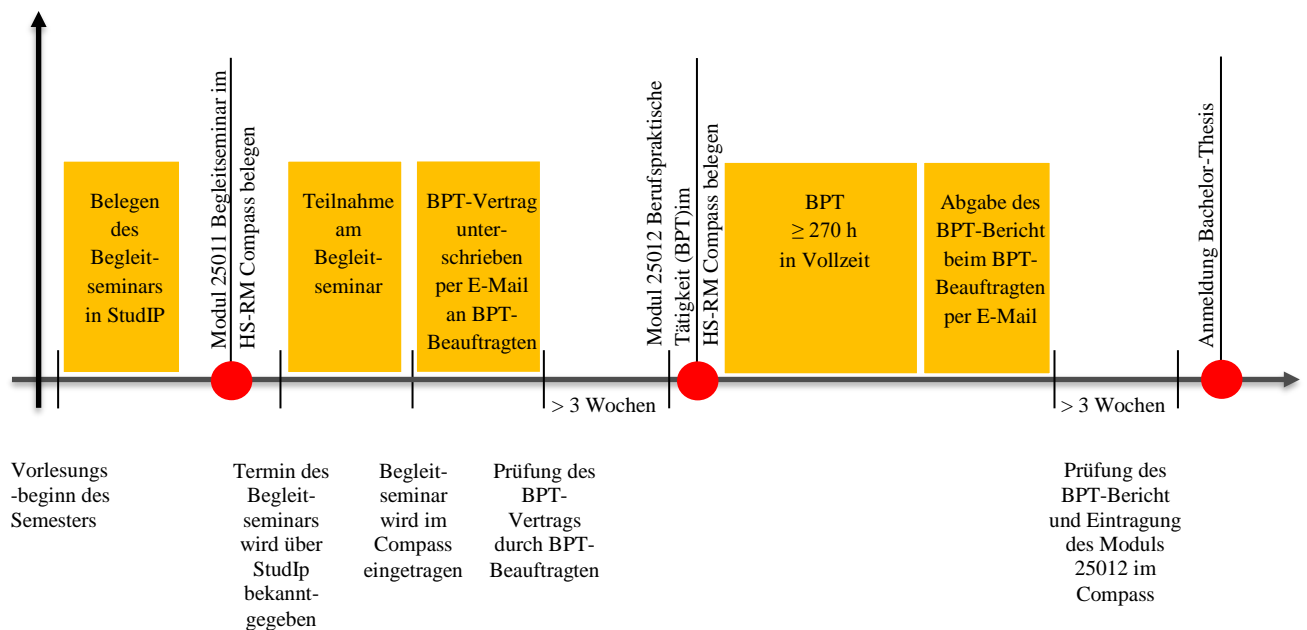 Belegen
des
Begleit-
seminars
in StudIP
Modul 25011 Begleitseminar im
HS-RM Compass belegen
Teilnahme
am
Begleit-
seminar
BPT-Vertrag
unter-
schrieben
per E-Mail
an BPT-
Beauftragten
> 3 Wochen
Modul 25012 Berufspraktische
Tätigkeit (BPT)im
HS-RM Compass belegen
BPT
≥ 270 h
in Vollzeit
Abgabe des
BPT-Bericht
beim BPT-
Beauftragten
per E-Mail
> 3 Wochen
Anmeldung Bachelor-Thesis
Vorlesungs
-beginn des
Semesters
Termin des
Begleit-
seminars
wird über
StudIp
bekannt-
gegeben
Begleit-
seminar
wird im
Compass
eingetragen
Prüfung des
BPT-
Vertrags
durch BPT-
Beauftragten
Prüfung des
BPT-Bericht
und Eintragung
des Moduls
25012 im
Compass